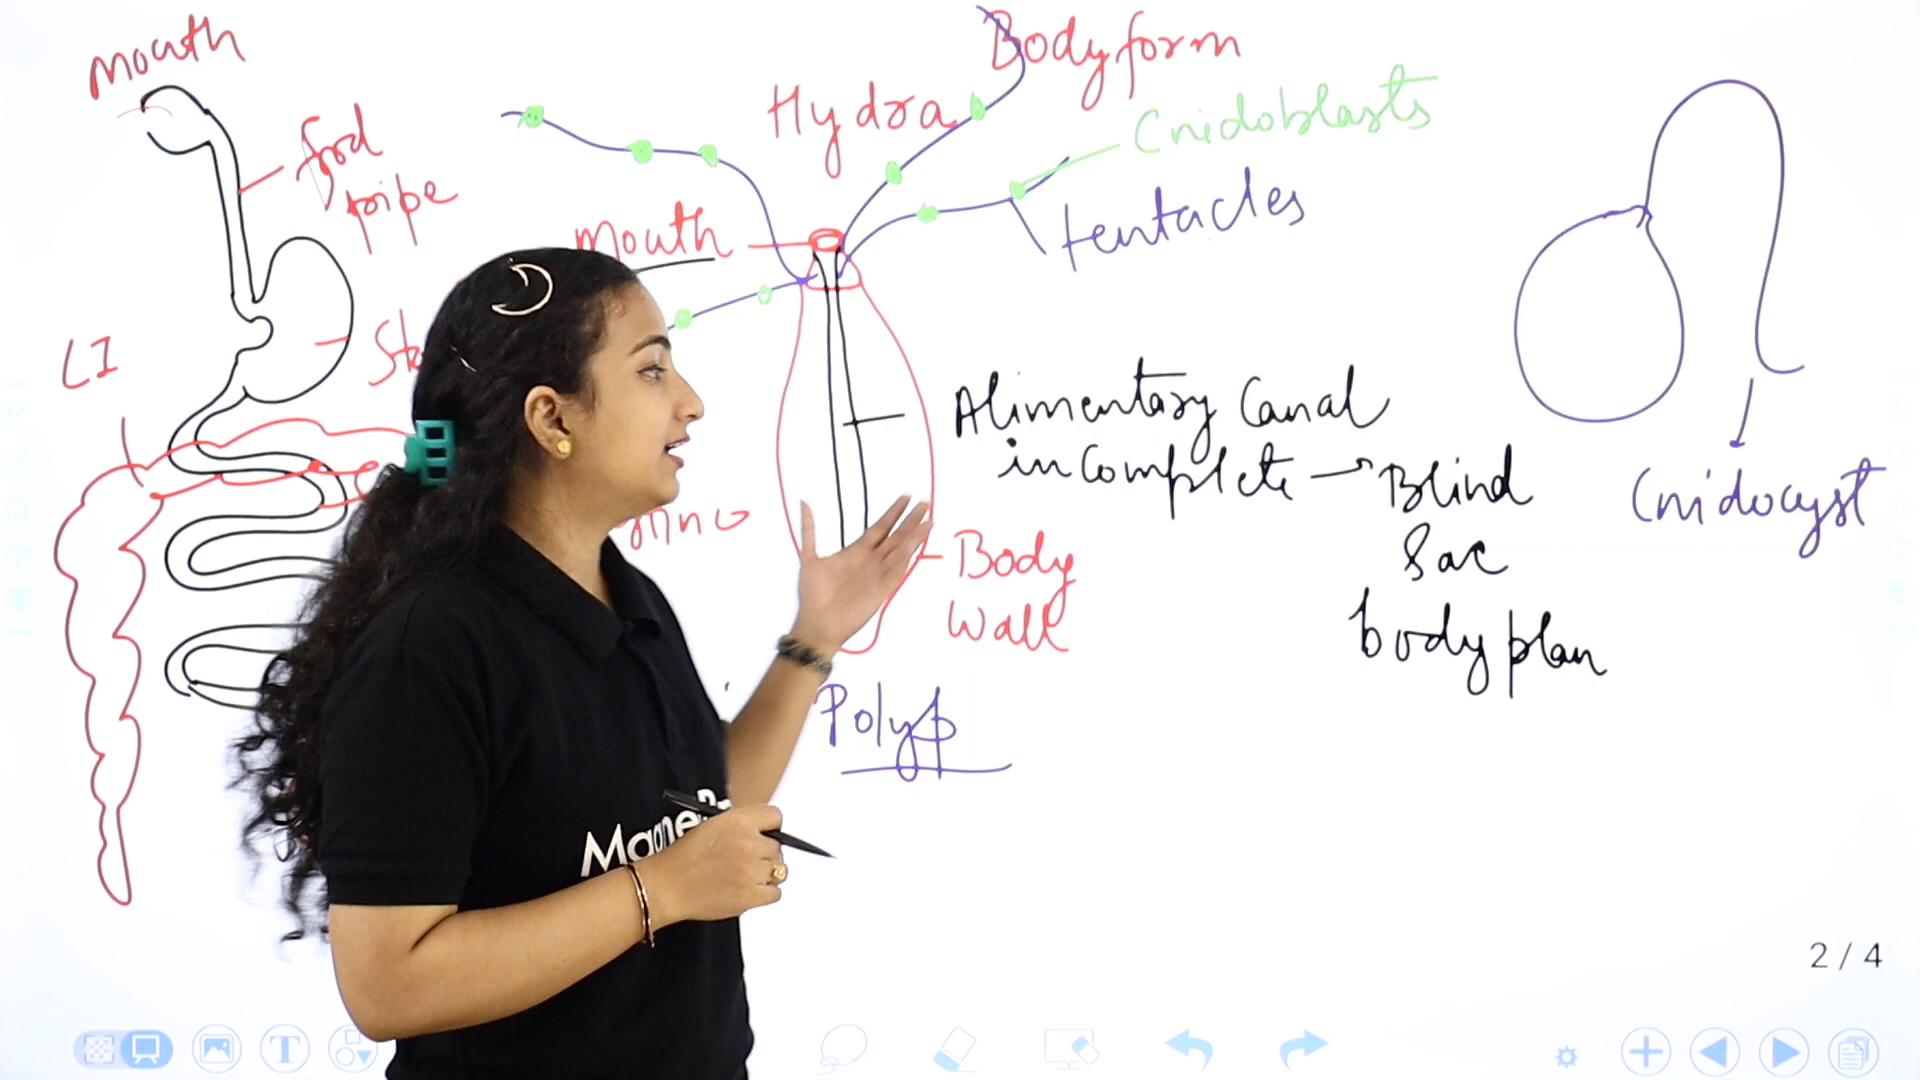 Mouth
food
pipe
LI
Hydra
Body form
Cnidoblasts
tentacles
Mouth
Alimentary Canal
incomplete → Blind
Sac
body plan
Body
Wall
Polyp
Cnidocyst
2 / 4
T